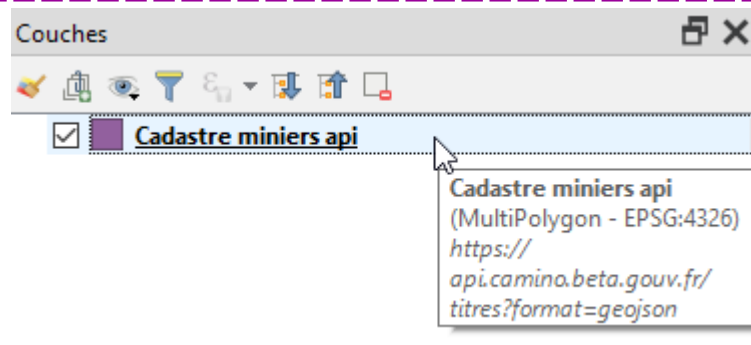 Couches
Cadastre miniers api
Cadastre miniers api
(MultiPolygon - EPSG:4326)
https://
api.camino.beta.gouv.fr/
titres?format=geojson